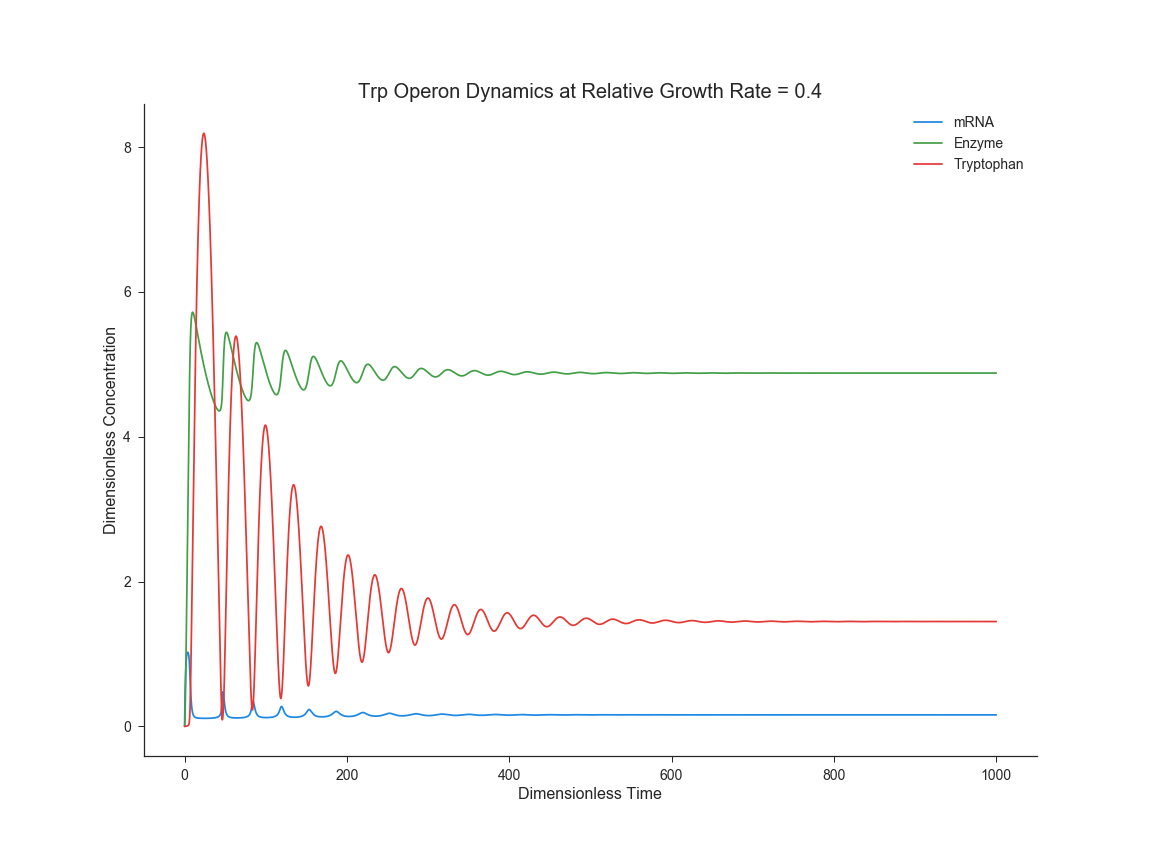 Trp Operon Dynamics at Relative Growth Rate = 0.4
mRNA
Enzyme
Tryptophan
Dimensionless Concentration
8
6
4
2
0
0 200 400 600 800 1000
Dimensionless Time